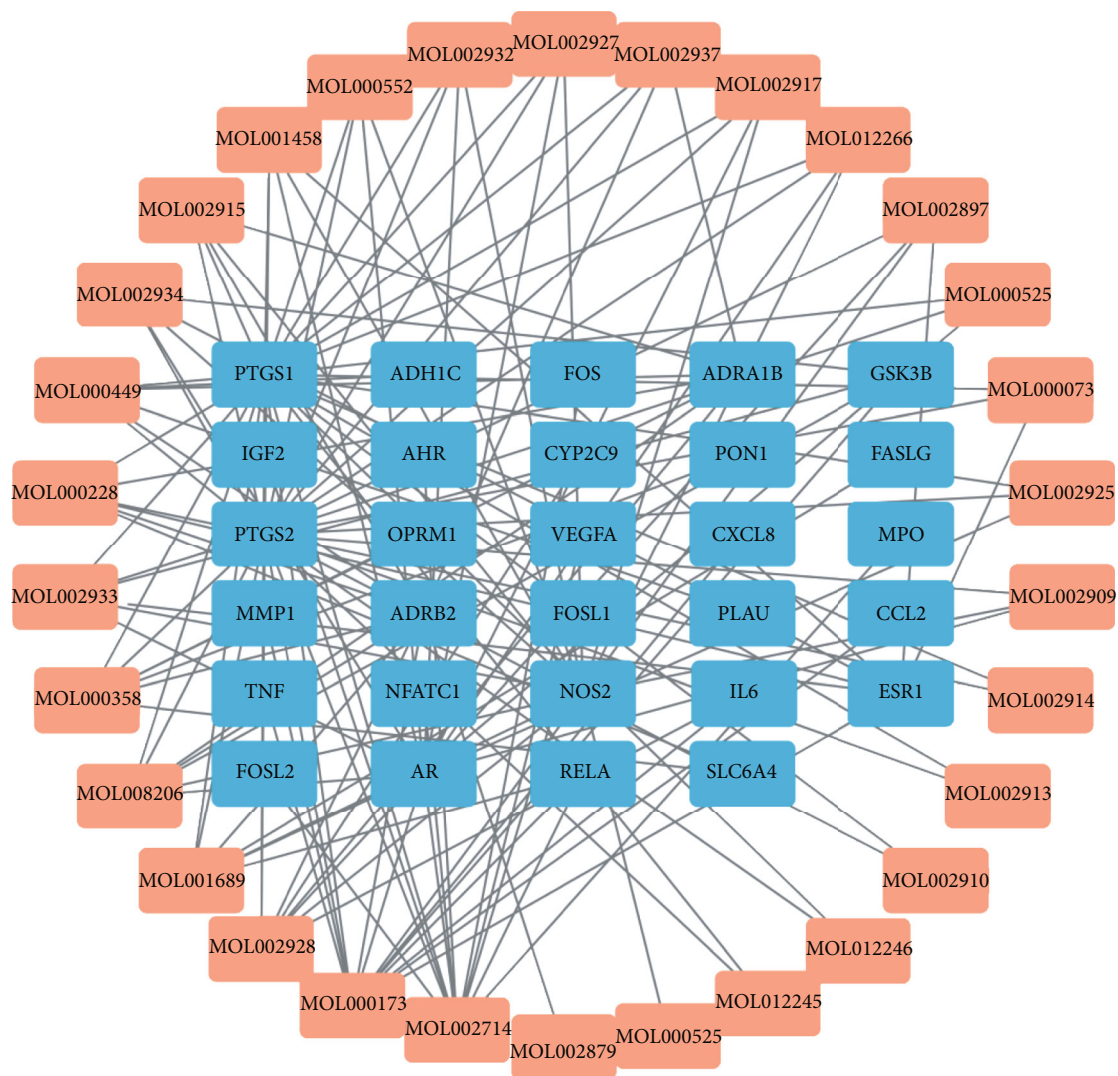 MOL002927
MOL002932
MOL002937
MOL000552
MOL002917
MOL001458
MOL012266
MOL002915
MOL002897
MOL002934
MOL000525
PTGS1
ADH1C
FOS
ADRA1B
GSK3B
MOL000449
MOL000073
IGF2
AHR
CYP2C9
PON1
FASLG
MOL000228
MOL002925
PTGS2
OPRM1
VEGFA
CXCL8
MPO
MOL002933
MOL002909
MMP1
ADRB2
FOSL1
PLAU
CCL2
TNF
NFATC1
NOS2
IL6
ESR1
MOL000358
MOL002914
FOSL2
AR
RELA
SLC6A4
MOL008206
MOL002913
MOL001689
MOL002910
MOL002928
MOL012246
MOL000173
MOL012245
MOL002714
MOL000525
MOL002879